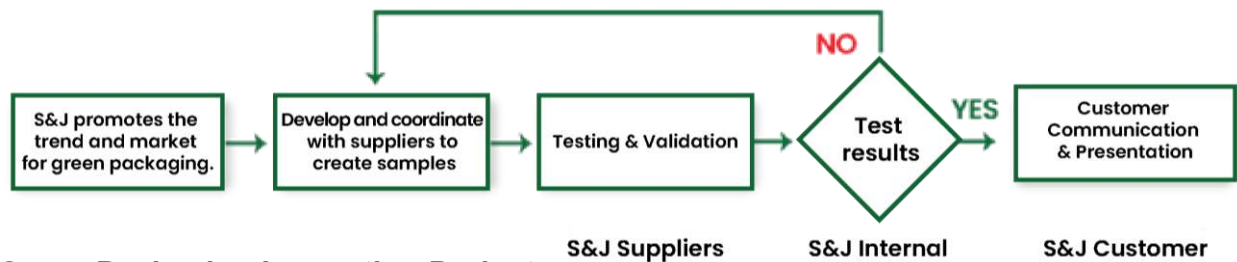 NO
S&J promotes the
trend and market
for green packaging.
Develop and coordinate
with suppliers to
create samples
Testing & Validation
Test
results
YES
Customer
Communication
& Presentation
S&J Suppliers
S&J Internal
S&J Customer